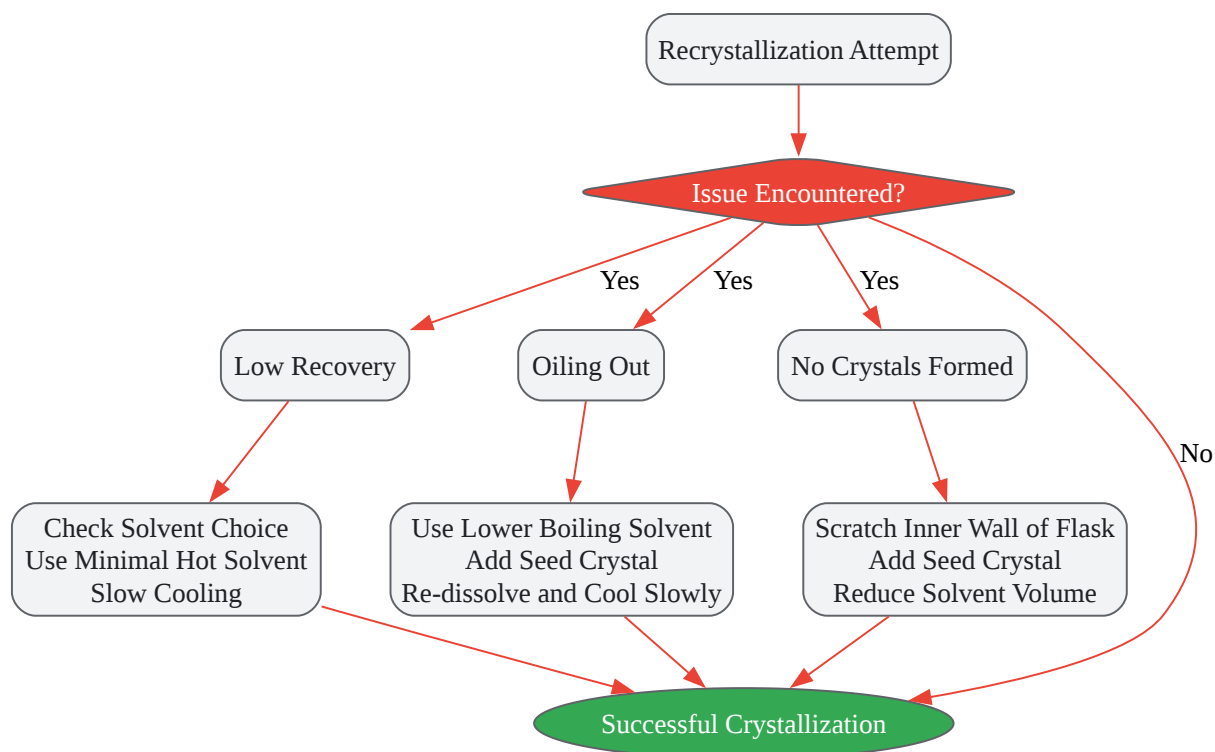 Recrystallization Attempt
Issue Encountered?
Yes
Yes
Yes
Low Recovery
Oiling Out
No Crystals Formed
No
Check Solvent Choice
Use Minimal Hot Solvent
Slow Cooling
Use Lower Boiling Solvent
Add Seed Crystal
Re-dissolve and Cool Slowly
Scratch Inner Wall of Flask
Add Seed Crystal
Reduce Solvent Volume
Successful Crystallization